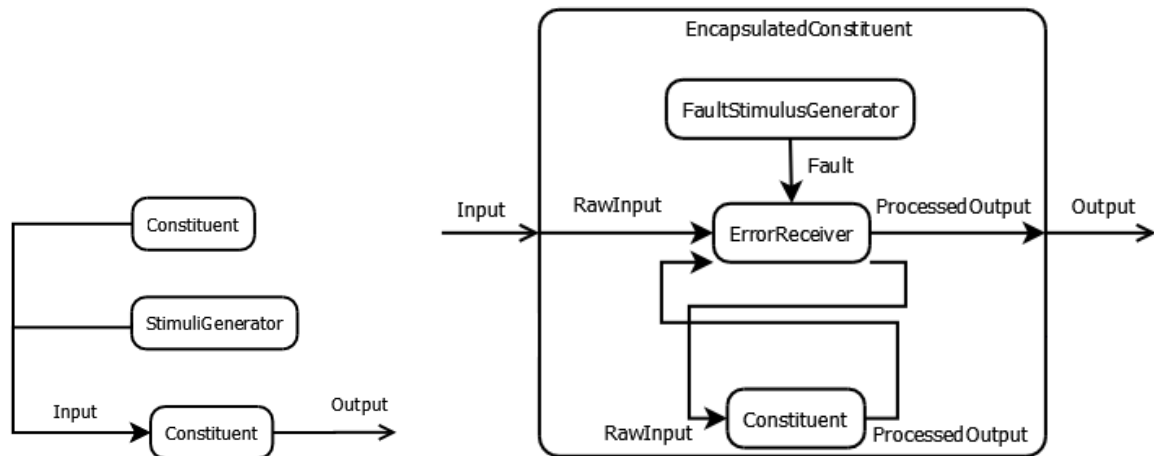 Constituent
StimuliGenerator
Input
Constituent
Output
EncapsulatedConstituent
FaultStimulusGenerator
Fault
Input
RawInput
ErrorReceiver
ProcessedOutput
Output
RawInput
Constituent
ProcessedOutput